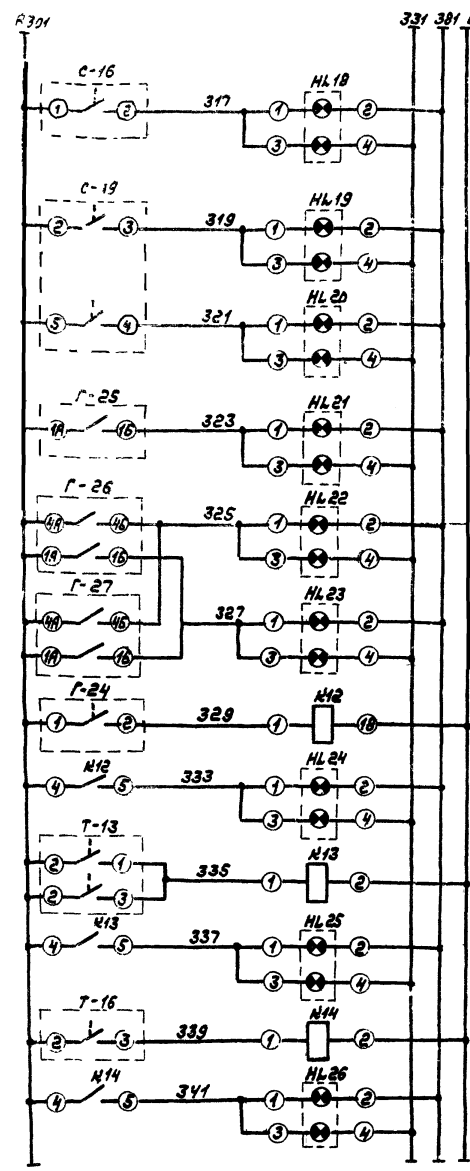 А301 331 381
С-16 HL18
1 2 317 1 2
3 4
С-19 HL19
2 3 319 1 2
3 4
HL20
5 4 321 1 2
3 4
Г-25 HL21
1А 1Б 323 1 2
3 4
Г-26 HL22
4А 4Б 325 1 2
1А 1Б 3 4
Г-27 HL23
4А 4Б 327 1 2
1А 1Б 3 4
Г-24 К12
1 2 329 1 1В
К12 HL24
4 5 333 1 2
3 4
Т-13 К13
2 1
335 1 2
2 3
К13 HL25
4 5 337 1 2
3 4
Т-16 К14
2 3 339 1 2
К14 HL26
4 5 341 1 2
3 4